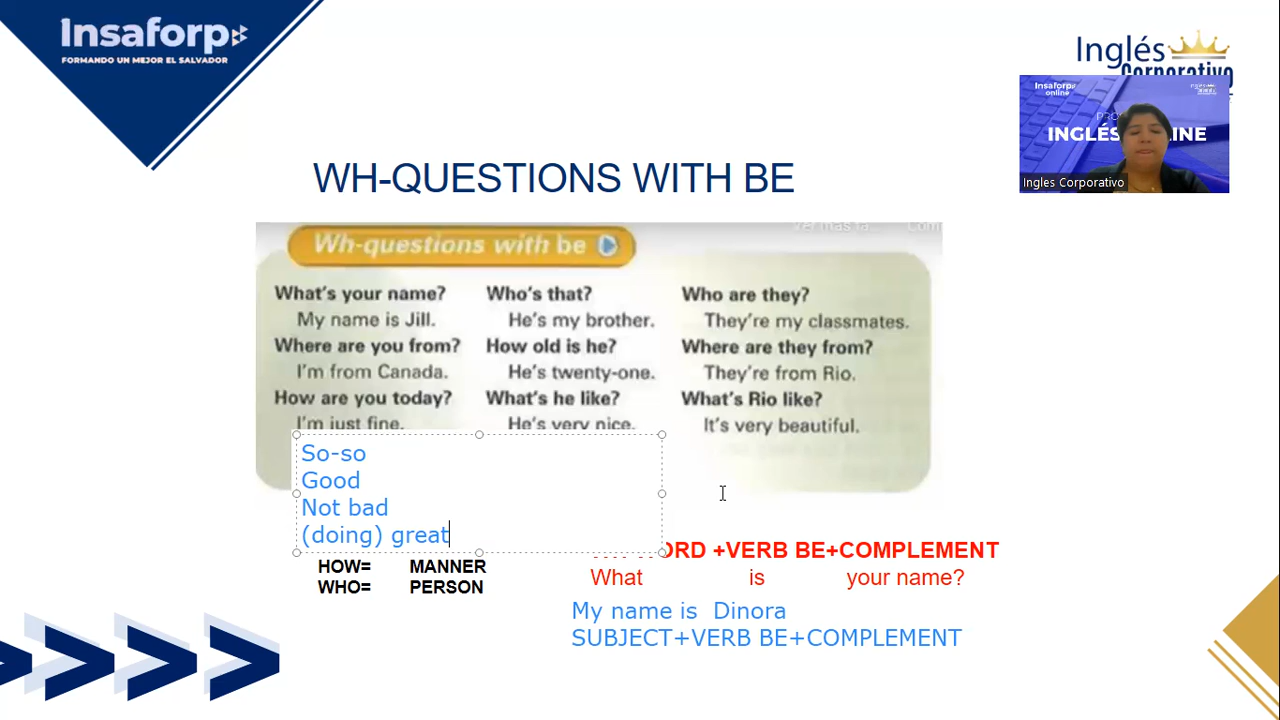 Insaforp
FORMANDO UN MEJOR EL SALVADOR
Inglés
Corporativo
Insaforp
online
INGLÉS ONLINE
Ingles Corporativo
WH-QUESTIONS WITH BE
Wh-questions with be
What's your name?
My name is Jill.
Where are you from?
I'm from Canada.
How are you today?
I'm just fine.
Who's that?
He's my brother.
How old is he?
He's twenty-one.
What's he like?
He's very nice.
Who are they?
They're my classmates.
Where are they from?
They're from Rio.
What's Rio like?
It's very beautiful.
So-so
Good
Not bad
(doing) great
HOW= MANNER
WHO= PERSON
ORD +VERB BE+COMPLEMENT
What is your name?
My name is Dinora
SUBJECT+VERB BE+COMPLEMENT